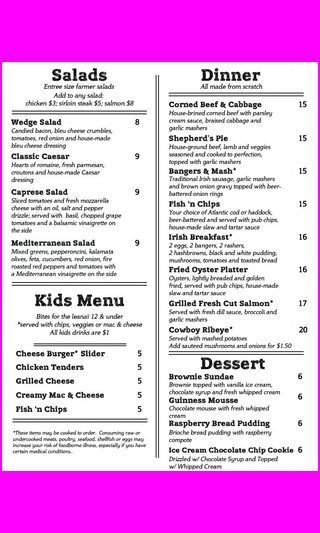 Salads
Entree size farmer salads
Add to any salad:
chicken $3; sirloin steak $5; salmon $8
Wedge Salad 8
Candied bacon, bleu cheese crumbles,
tomatoes, red onion and house-made
bleu cheese dressing
Classic Caesar 9
Hearts of romaine, fresh parmesan,
croutons and house-made Caesar
dressing
Caprese Salad 9
Sliced tomatoes and fresh mozzarella
cheese with an oil, salt and pepper
drizzle; served with basil, chopped grape
tomatoes and a balsamic vinaigrette on
the side
Mediterranean Salad 9
Mixed greens, pepperoncini, kalamata
olives, feta, cucumbers, red onion, fire
roasted red peppers and tomatoes with
a Mediterranean vinaigrette on the side
Kids Menu
Bites for the leana! 12 & under
*served with chips, veggies or mac & cheese
All kids drinks are $1
Cheese Burger* Slider 5
Chicken Tenders 5
Grilled Cheese 5
Creamy Mac & Cheese 5
Fish 'n Chips 5
*These items may be cooked to order. Consuming raw or
undercooked meats, poultry, seafood, shellfish or eggs may
increase your risk of foodborne illness, especially if you have
certain medical conditions..
Dinner
All made from scratch
Corned Beef & Cabbage 15
House-brined corned beef with parsley
cream sauce, braised cabbage and
garlic mashers
Shepherd's Pie 15
House-ground beef, lamb and veggies
seasoned and cooked to perfection,
topped with garlic mashers
Bangers & Mash* 15
Traditional Irish sausage, garlic mashers
and brown onion gravy topped with beer-
battered onion rings
Fish 'n Chips 15
Your choice of Atlantic cod or haddock,
beer-battered and served with pub chips,
house-made slaw and tartar sauce
Irish Breakfast* 16
2 eggs, 2 bangers, 2 rashers,
2 hashbrowns, black and white pudding,
mushrooms, tomatoes and toasted bread
Fried Oyster Platter 16
Oysters, lightly breaded and golden
fried, served with pub chips, house-made
slaw and tartar sauce
Grilled Fresh Cut Salmon* 17
Served with fresh dill sauce, broccoli and
garlic mashers
Cowboy Ribeye* 20
Served with mashed potatoes
Add sauteed mushrooms and onions for $1.50
Dessert
Brownie Sundae 6
Brownie topped with vanilla ice cream,
chocolate syrup and fresh whipped cream
Guinness Mousse 6
Chocolate mousse with fresh whipped
cream
Raspberry Bread Pudding 6
Brioche bread pudding with raspberry
compote
Ice Cream Chocolate Chip Cookie 6
Drizzled w/ Chocolate Syrup and Topped
w/ Whipped Cream